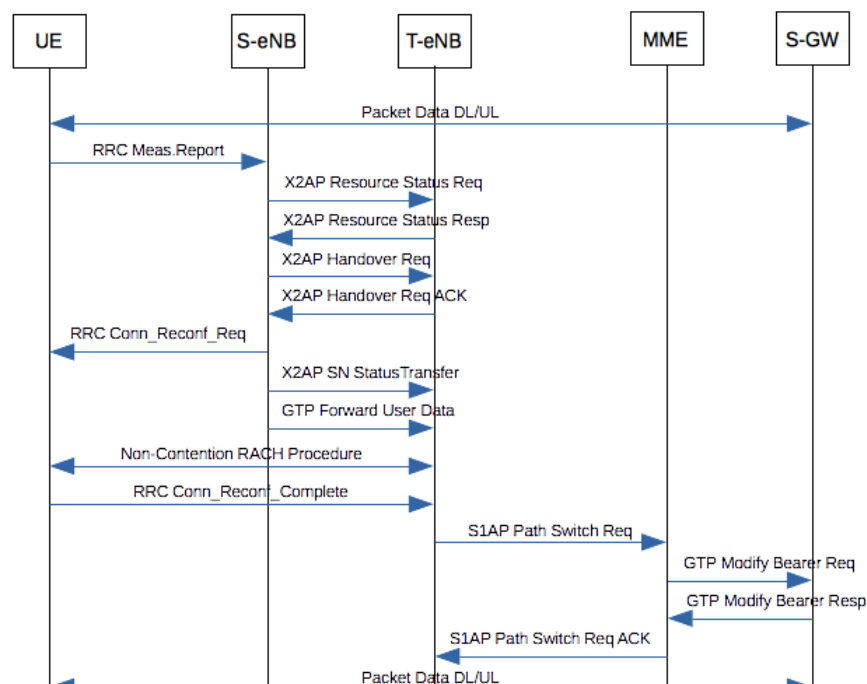 UE
S-eNB
T-eNB
MME
S-GW
Packet Data DL/UL
RRC Meas.Report
X2AP Resource Status Req
X2AP Resource Status Resp
X2AP Handover Req
X2AP Handover Req ACK
RRC Conn_Reconf_Req
X2AP SN StatusTransfer
GTP Forward User Data
Non-Contention RACH Procedure
RRC Conn_Reconf_Complete
S1AP Path Switch Req
GTP Modify Bearer Req
GTP Modify Bearer Resp
S1AP Path Switch Req ACK
Packet Data DL/UL